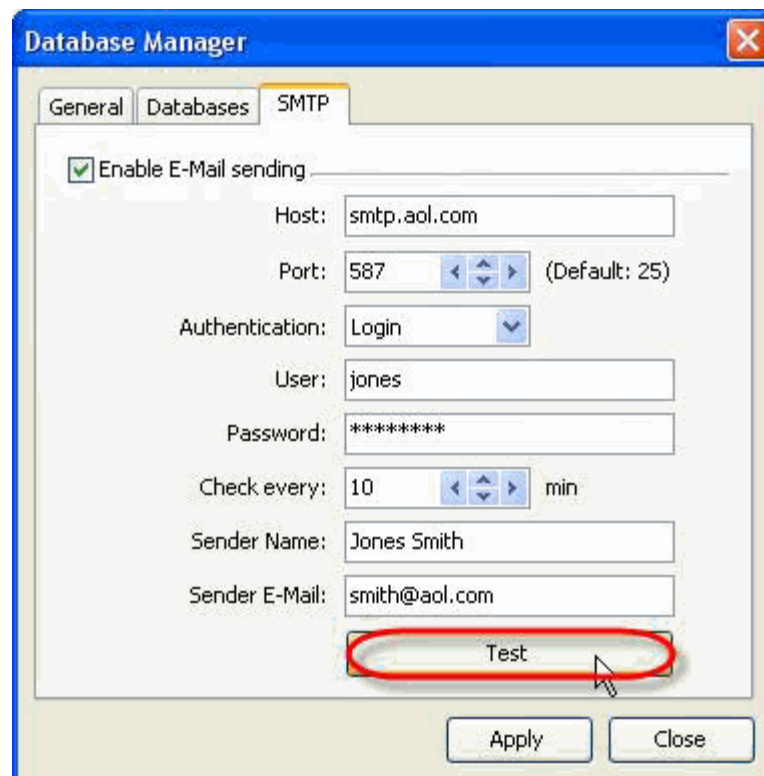 Database Manager
General Databases SMTP
Enable E-Mail sending
Host: smtp.aol.com
Port: 587 (Default: 25)
Authentication: Login
User: jones
Password: ********
Check every: 10 min
Sender Name: Jones Smith
Sender E-Mail: smith@aol.com
Test
Apply Close